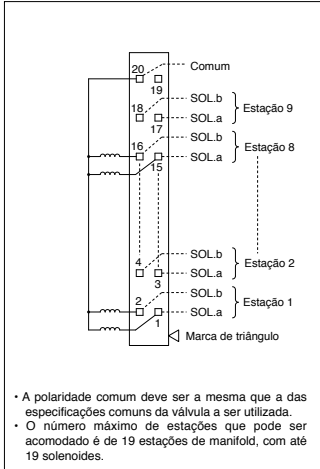 20
Comum
19
SOL.b
18
Estação 9
SOL.a
17
16
SOL.b
Estação 8
SOL.a
15
SOL.b
4
Estação 2
SOL.a
3
SOL.b
2
Estação 1
SOL.a
1
Marca de triângulo
• A polaridade comum deve ser a mesma que a das
especificações comuns da válvula a ser utilizada.
• O número máximo de estações que pode ser
acomodado é de 19 estações de manifold, com até
19 solenoides.